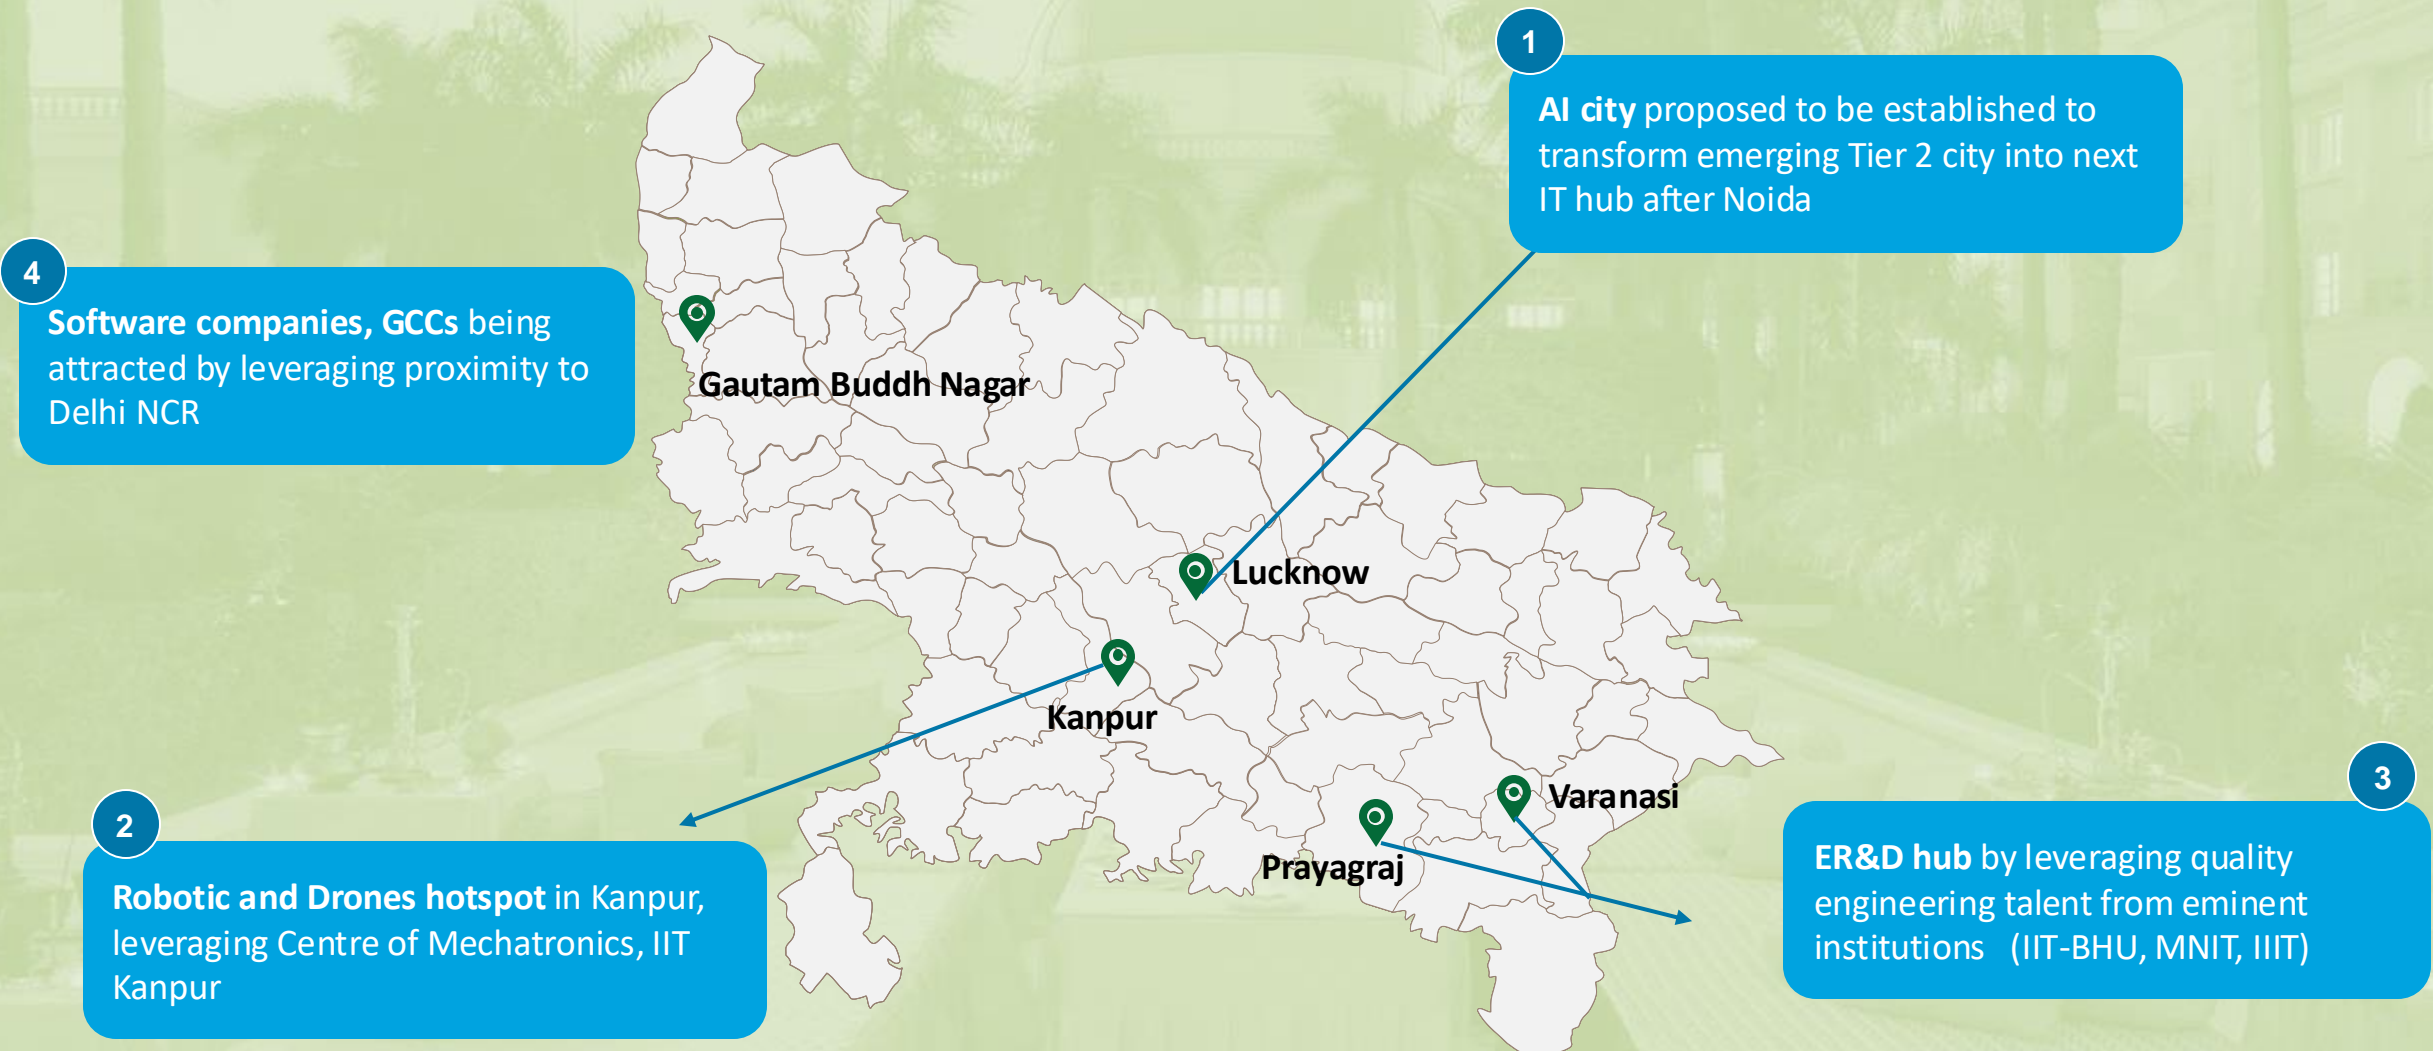 1
AI city proposed to be established to
transform emerging Tier 2 city into next
IT hub after Noida
4
Software companies, GCCs being
attracted by leveraging proximity to
Delhi NCR
Gautam Buddh Nagar
Lucknow
Kanpur
Varanasi
Prayagraj
2
Robotic and Drones hotspot in Kanpur,
leveraging Centre of Mechatronics, IIT
Kanpur
3
ER&D hub by leveraging quality
engineering talent from eminent
institutions (IIT-BHU, MNIT, IIIT)